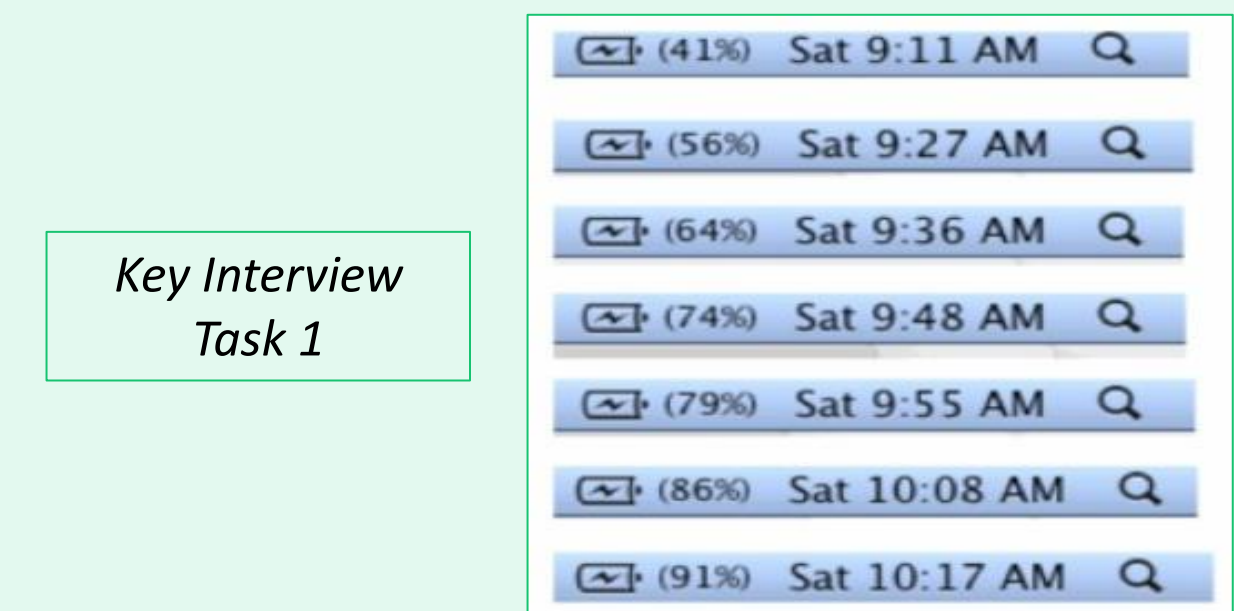 Key Interview
Task 1
(41%) Sat 9:11 AM
(56%) Sat 9:27 AM
(64%) Sat 9:36 AM
(74%) Sat 9:48 AM
(79%) Sat 9:55 AM
(86%) Sat 10:08 AM
(91%) Sat 10:17 AM